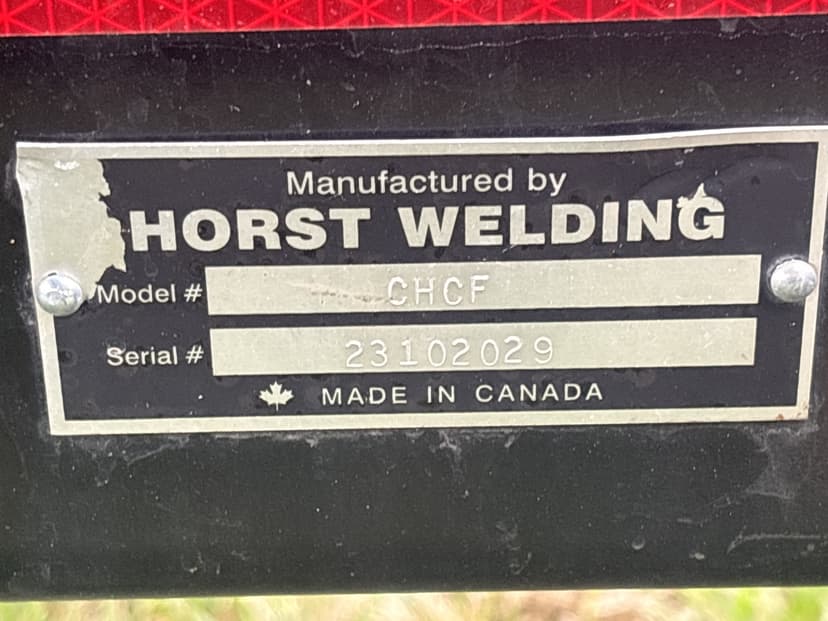 Manufactured by
HORST WELDING
Model # CHCF
Serial # 23102029
MADE IN CANADA